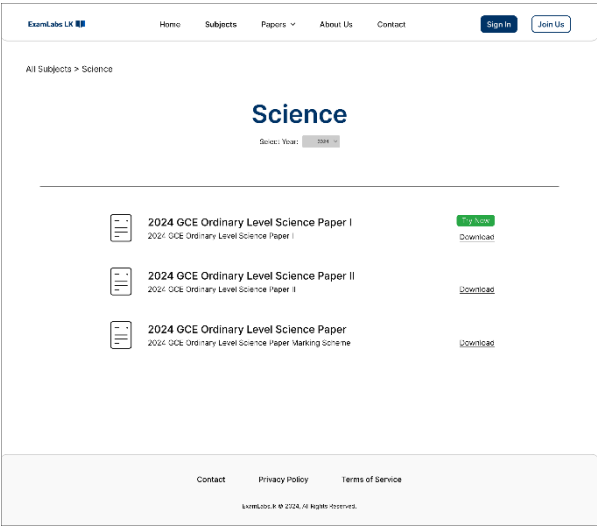 ExamLabs LK Home Subjects Papers About Us Contact Sign In Join Us
All Subjects > Science
Science
Select Year: 2024
2024 GCE Ordinary Level Science Paper I Try Now
2024 GCE Ordinary Level Science Paper I Download
2024 GCE Ordinary Level Science Paper II
2024 GCE Ordinary Level Science Paper II Download
2024 GCE Ordinary Level Science Paper
2024 GCE Ordinary Level Science Paper Marking Scheme Download
Contact Privacy Policy Terms of Service
ExamLabs.lk © 2024. All Rights Reserved.